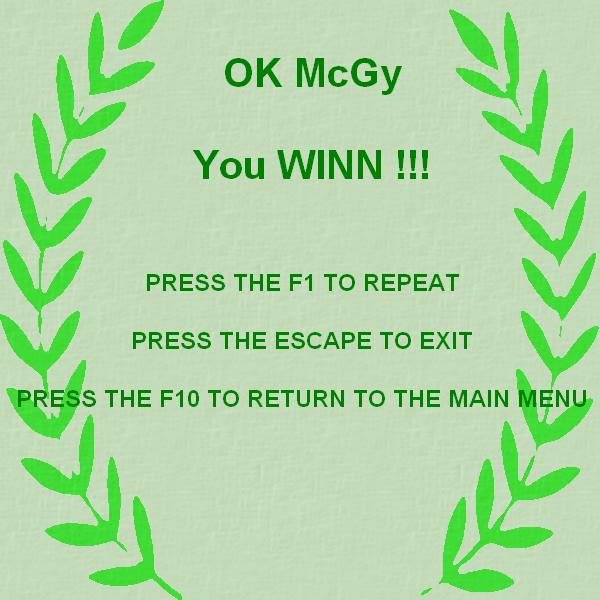 OK McGy
You WINN !!!
PRESS THE F1 TO REPEAT
PRESS THE ESCAPE TO EXIT
PRESS THE F10 TO RETURN TO THE MAIN MENU